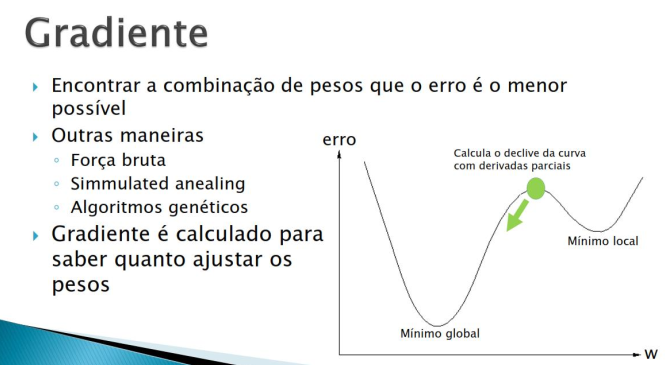 Gradiente
Encontrar a combinação de pesos que o erro é o menor
possível
Outras maneiras
Força bruta
Simmulated anealing
Algoritmos genéticos
Gradiente é calculado para
saber quanto ajustar os
pesos
erro
Calcula o declive da curva
com derivadas parciais
Mínimo local
Mínimo global
w